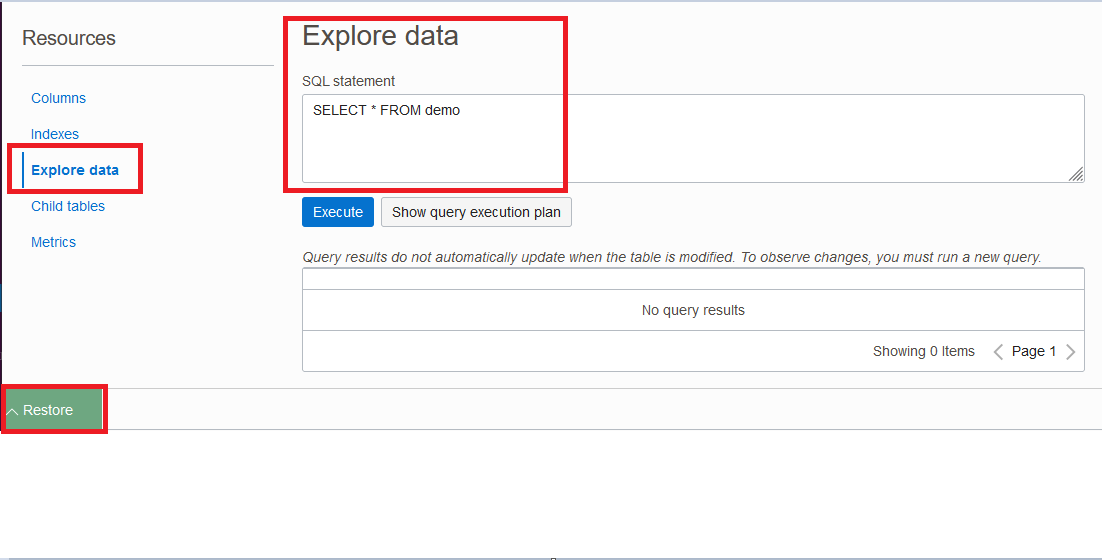 Resources
Columns
Indexes
Explore data
Child tables
Metrics
Explore data
SQL statement
SELECT * FROM demo
Execute
Show query execution plan
Query results do not automatically update when the table is modified. To observe changes, you must run a new query.
No query results
Showing 0 Items
Page 1
Restore